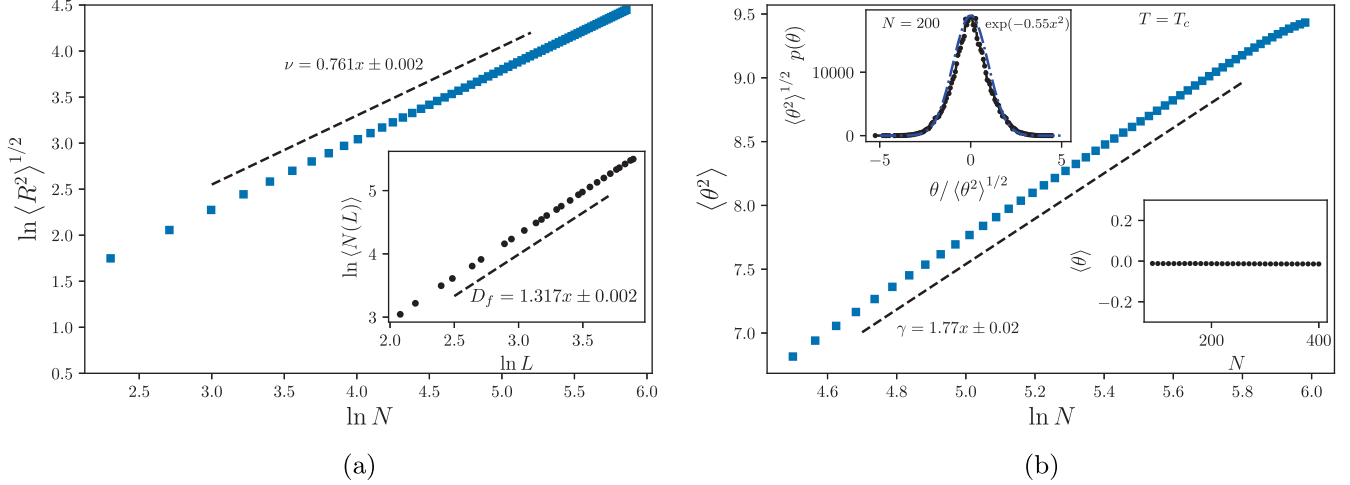 4.5
4.0
3.5
3.0
2.5
2.0
1.5
1.0
0.5
ln ⟨R²⟩^{1/2}
ν = 0.761x ± 0.002
5
4
3
ln ⟨N(L)⟩
D_f = 1.317x ± 0.002
2.0 2.5 3.0 3.5
ln L
2.5 3.0 3.5 4.0 4.5 5.0 5.5 6.0
ln N
(a)
9.5
9.0
8.5
8.0
7.5
7.0
⟨θ²⟩
N = 200
exp(−0.55x²)
T = T_c
⟨θ²⟩^{1/2} p(θ)
10000
0
−5 0 5
θ/ ⟨θ²⟩^{1/2}
0.2
0.0
−0.2
⟨θ⟩
200 400
N
γ = 1.77x ± 0.02
4.6 4.8 5.0 5.2 5.4 5.6 5.8 6.0
ln N
(b)